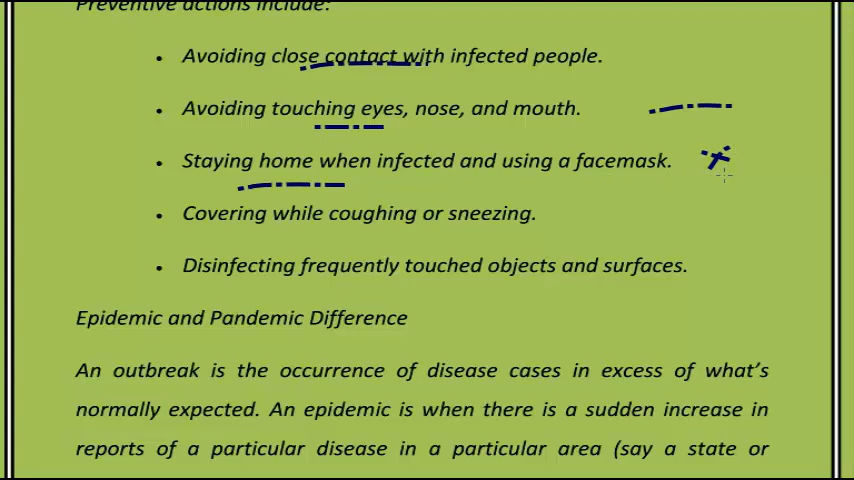 Preventive actions include:
• Avoiding close contact with infected people.
• Avoiding touching eyes, nose, and mouth.
• Staying home when infected and using a facemask.
• Covering while coughing or sneezing.
• Disinfecting frequently touched objects and surfaces.
Epidemic and Pandemic Difference
An outbreak is the occurrence of disease cases in excess of what's
normally expected. An epidemic is when there is a sudden increase in
reports of a particular disease in a particular area (say a state or